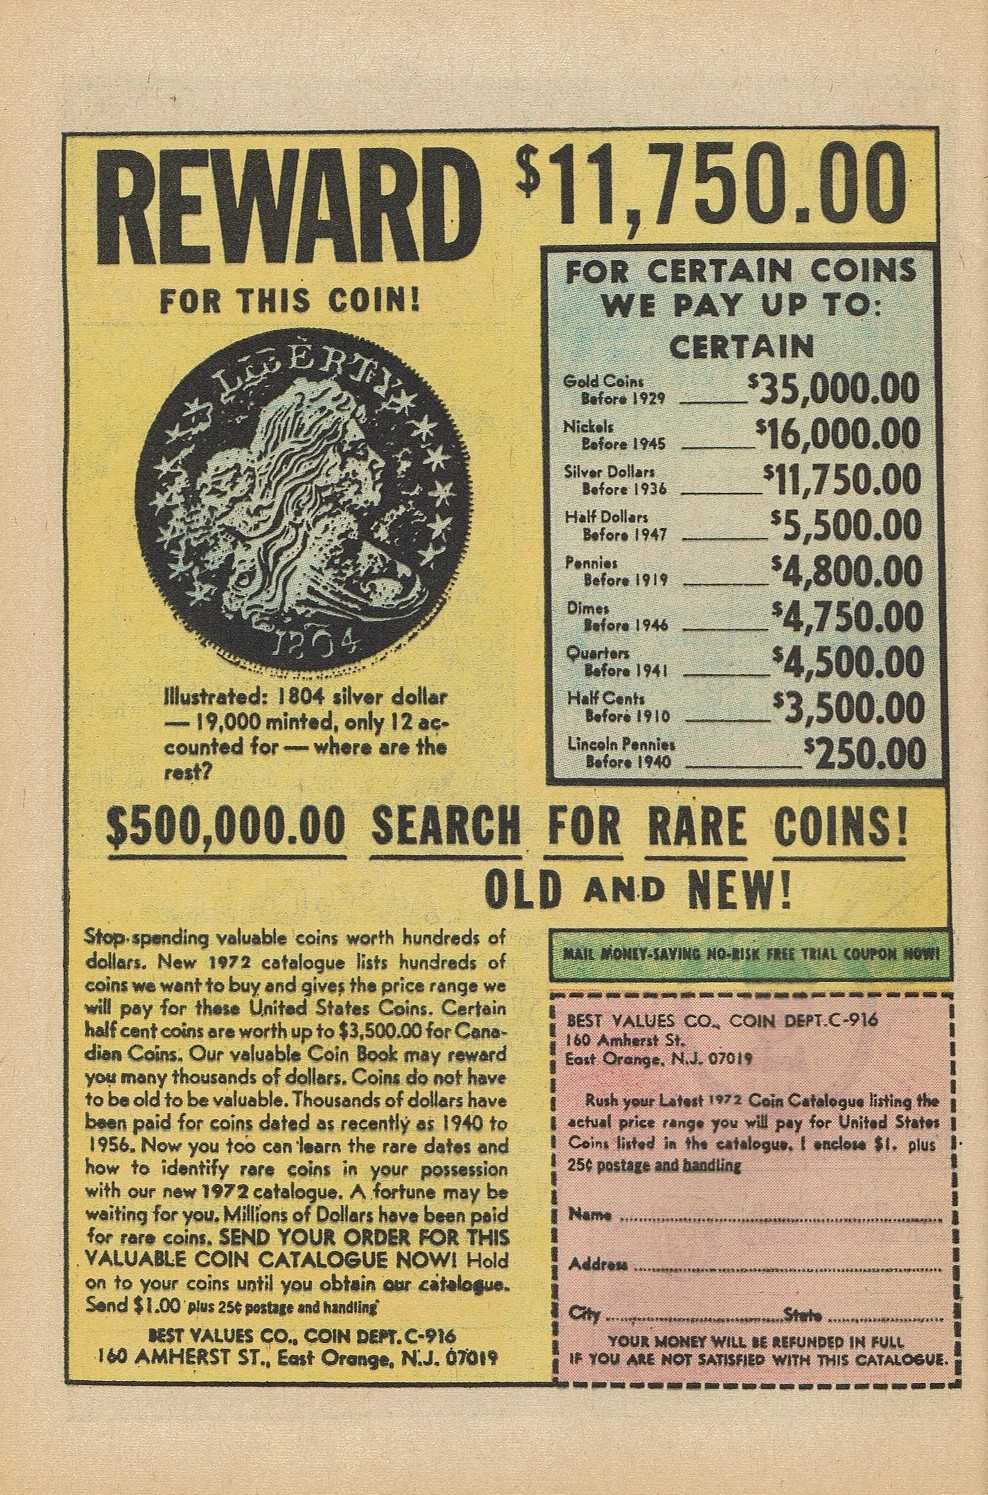 REWARD $11,750.00
FOR THIS COIN!
LIBERTY
1804
Illustrated: 1804 silver dollar
— 19,000 minted, only 12 ac-
counted for — where are the
rest?
FOR CERTAIN COINS
WE PAY UP TO:
CERTAIN
Gold Coins
Before 1929 $35,000.00
Nickels
Before 1945 $16,000.00
Silver Dollars
Before 1936 $11,750.00
Half Dollars
Before 1947 $5,500.00
Pennies
Before 1919 $4,800.00
Dimes
Before 1946 $4,750.00
Quarters
Before 1941 $4,500.00
Half Cents
Before 1910 $3,500.00
Lincoln Pennies
Before 1940 $250.00
$500,000.00 SEARCH FOR RARE COINS!
OLD AND NEW!
Stop spending valuable coins worth hundreds of
dollars. New 1972 catalogue lists hundreds of
coins we want to buy and gives the price range we
will pay for these United States Coins. Certain
half cent coins are worth up to $3,500.00 for Cana-
dian Coins. Our valuable Coin Book may reward
you many thousands of dollars. Coins do not have
to be old to be valuable. Thousands of dollars have
been paid for coins dated as recently as 1940 to
1956. Now you too can learn the rare dates and
how to identify rare coins in your possession
with our new 1972 catalogue. A fortune may be
waiting for you. Millions of Dollars have been paid
for rare coins. SEND YOUR ORDER FOR THIS
VALUABLE COIN CATALOGUE NOW! Hold
on to your coins until you obtain our catalogue.
Send $1.00 plus 25¢ postage and handling
BEST VALUES CO., COIN DEPT. C-916
160 AMHERST ST., East Orange, N.J. 07019
MAIL MONEY-SAVING NO-RISK FREE TRIAL COUPON NOW!
BEST VALUES CO., COIN DEPT. C-916
160 Amherst St.
East Orange, N.J. 07019
Rush your Latest 1972 Coin Catalogue listing the
actual price range you will pay for United States
Coins listed in the catalogue. I enclose $1. plus
25¢ postage and handling
Name
Address
City State
YOUR MONEY WILL BE REFUNDED IN FULL
IF YOU ARE NOT SATISFIED WITH THIS CATALOGUE.